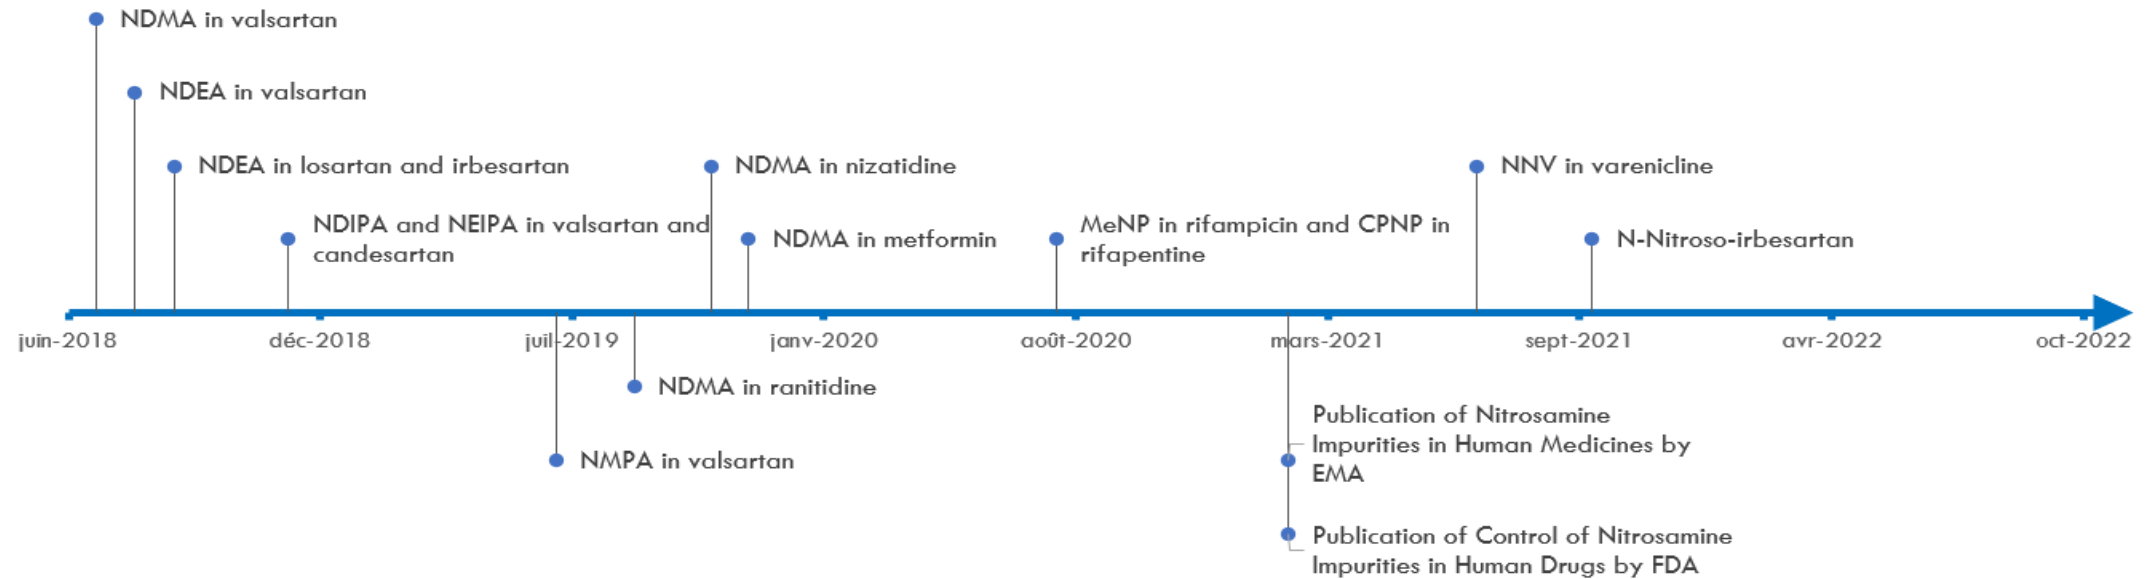 NDMA in valsartan
NDEA in valsartan
NDEA in losartan and irbesartan
NDMA in nizatidine
NNV in varenicline
NDIPA and NEIPA in valsartan and
candesartan
NDMA in metformin
MeNP in rifampicin and CPNP in
rifapentine
N-Nitroso-irbesartan
juin-2018
déc-2018
juil-2019
janv-2020
août-2020
mars-2021
sept-2021
avr-2022
oct-2022
NDMA in ranitidine
NMPA in valsartan
Publication of Nitrosamine
Impurities in Human Medicines by
EMA
Publication of Control of Nitrosamine
Impurities in Human Drugs by FDA